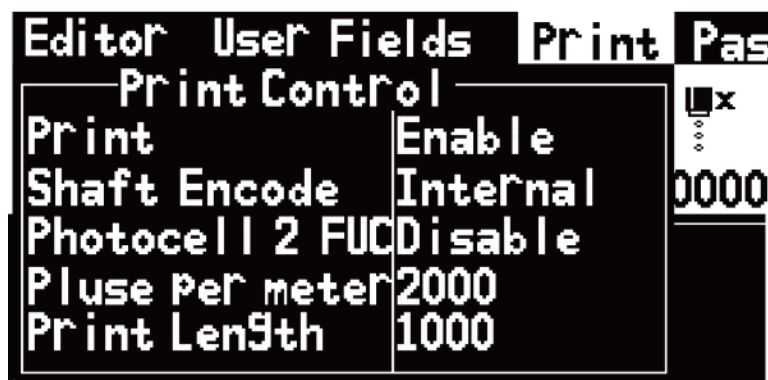 Editor User Fields Print Pas
Print Control
x
Print Enable
Shaft Encode Internal 0000
Photocell 2 FUC Disable
Pluse per meter 2000
Print Length 1000